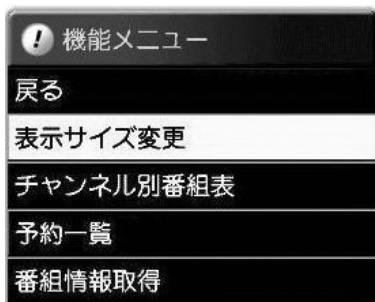 機能メニュー
戻る
表示サイズ変更
チャンネル別番組表
予約一覧
番組情報取得